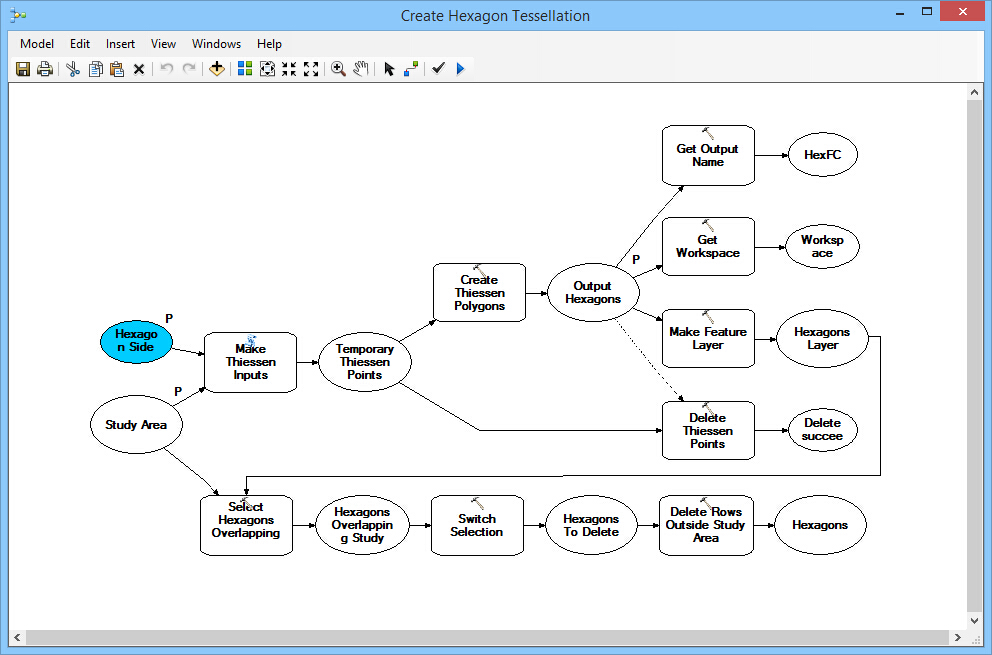 Create Hexagon Tessellation
Model Edit Insert View Windows Help
Get Output
Name
HexFC
Get
Workspace
Worksp
ace
P
Create
Thiessen
Polygons
Output
Hexagons
P
Hexago
n Side
Make
Thiessen
Inputs
Temporary
Thiessen
Points
Make Feature
Layer
Hexagons
Layer
P
Study Area
Delete
Thiessen
Points
Delete
succee
Select
Hexagons
Overlapping
Hexagons
Overlappin
g Study
Switch
Selection
Hexagons
To Delete
Delete Rows
Outside Study
Area
Hexagons